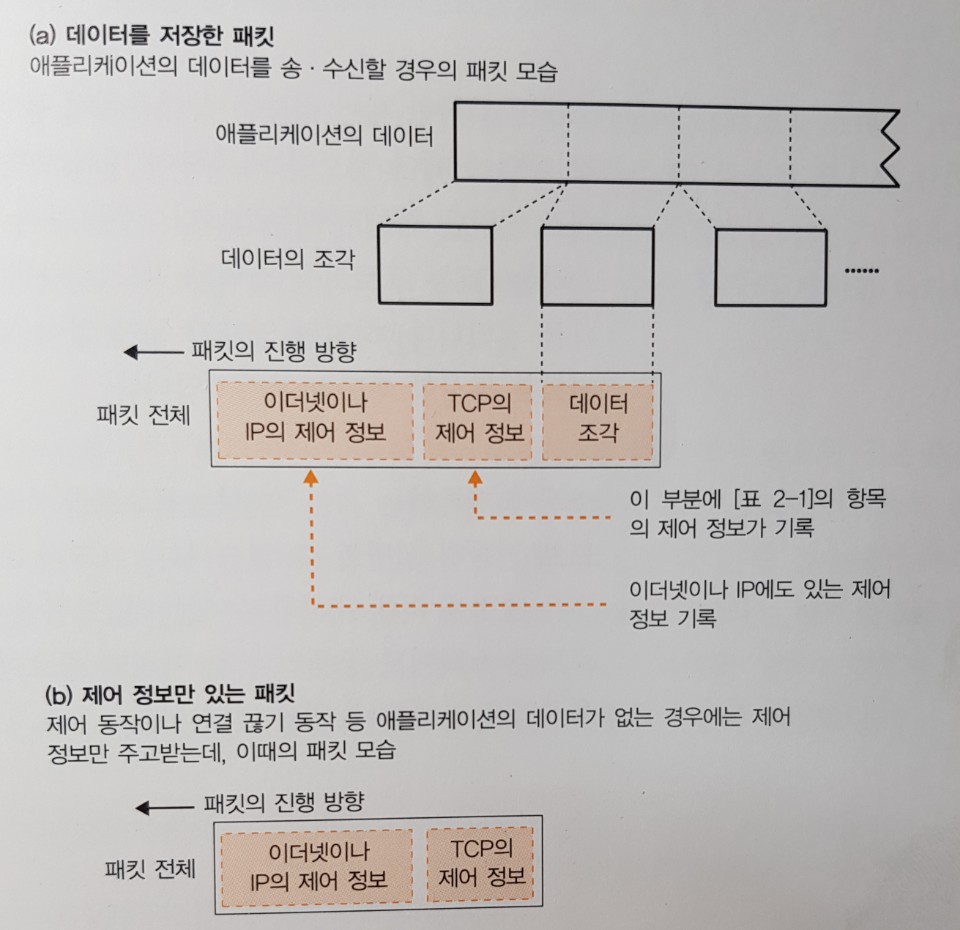 (a) 데이터를 저장한 패킷
애플리케이션의 데이터를 송 · 수신할 경우의 패킷 모습
애플리케이션의 데이터
데이터의 조각
......
패킷의 진행 방향
패킷 전체
이더넷이나
IP의 제어 정보
TCP의
제어 정보
데이터
조각
이 부분에 [표 2-1]의 항목
의 제어 정보가 기록
이더넷이나 IP에도 있는 제어
정보 기록
(b) 제어 정보만 있는 패킷
제어 동작이나 연결 끊기 동작 등 애플리케이션의 데이터가 없는 경우에는 제어
정보만 주고받는데, 이때의 패킷 모습
패킷의 진행 방향
패킷 전체
이더넷이나
IP의 제어 정보
TCP의
제어 정보